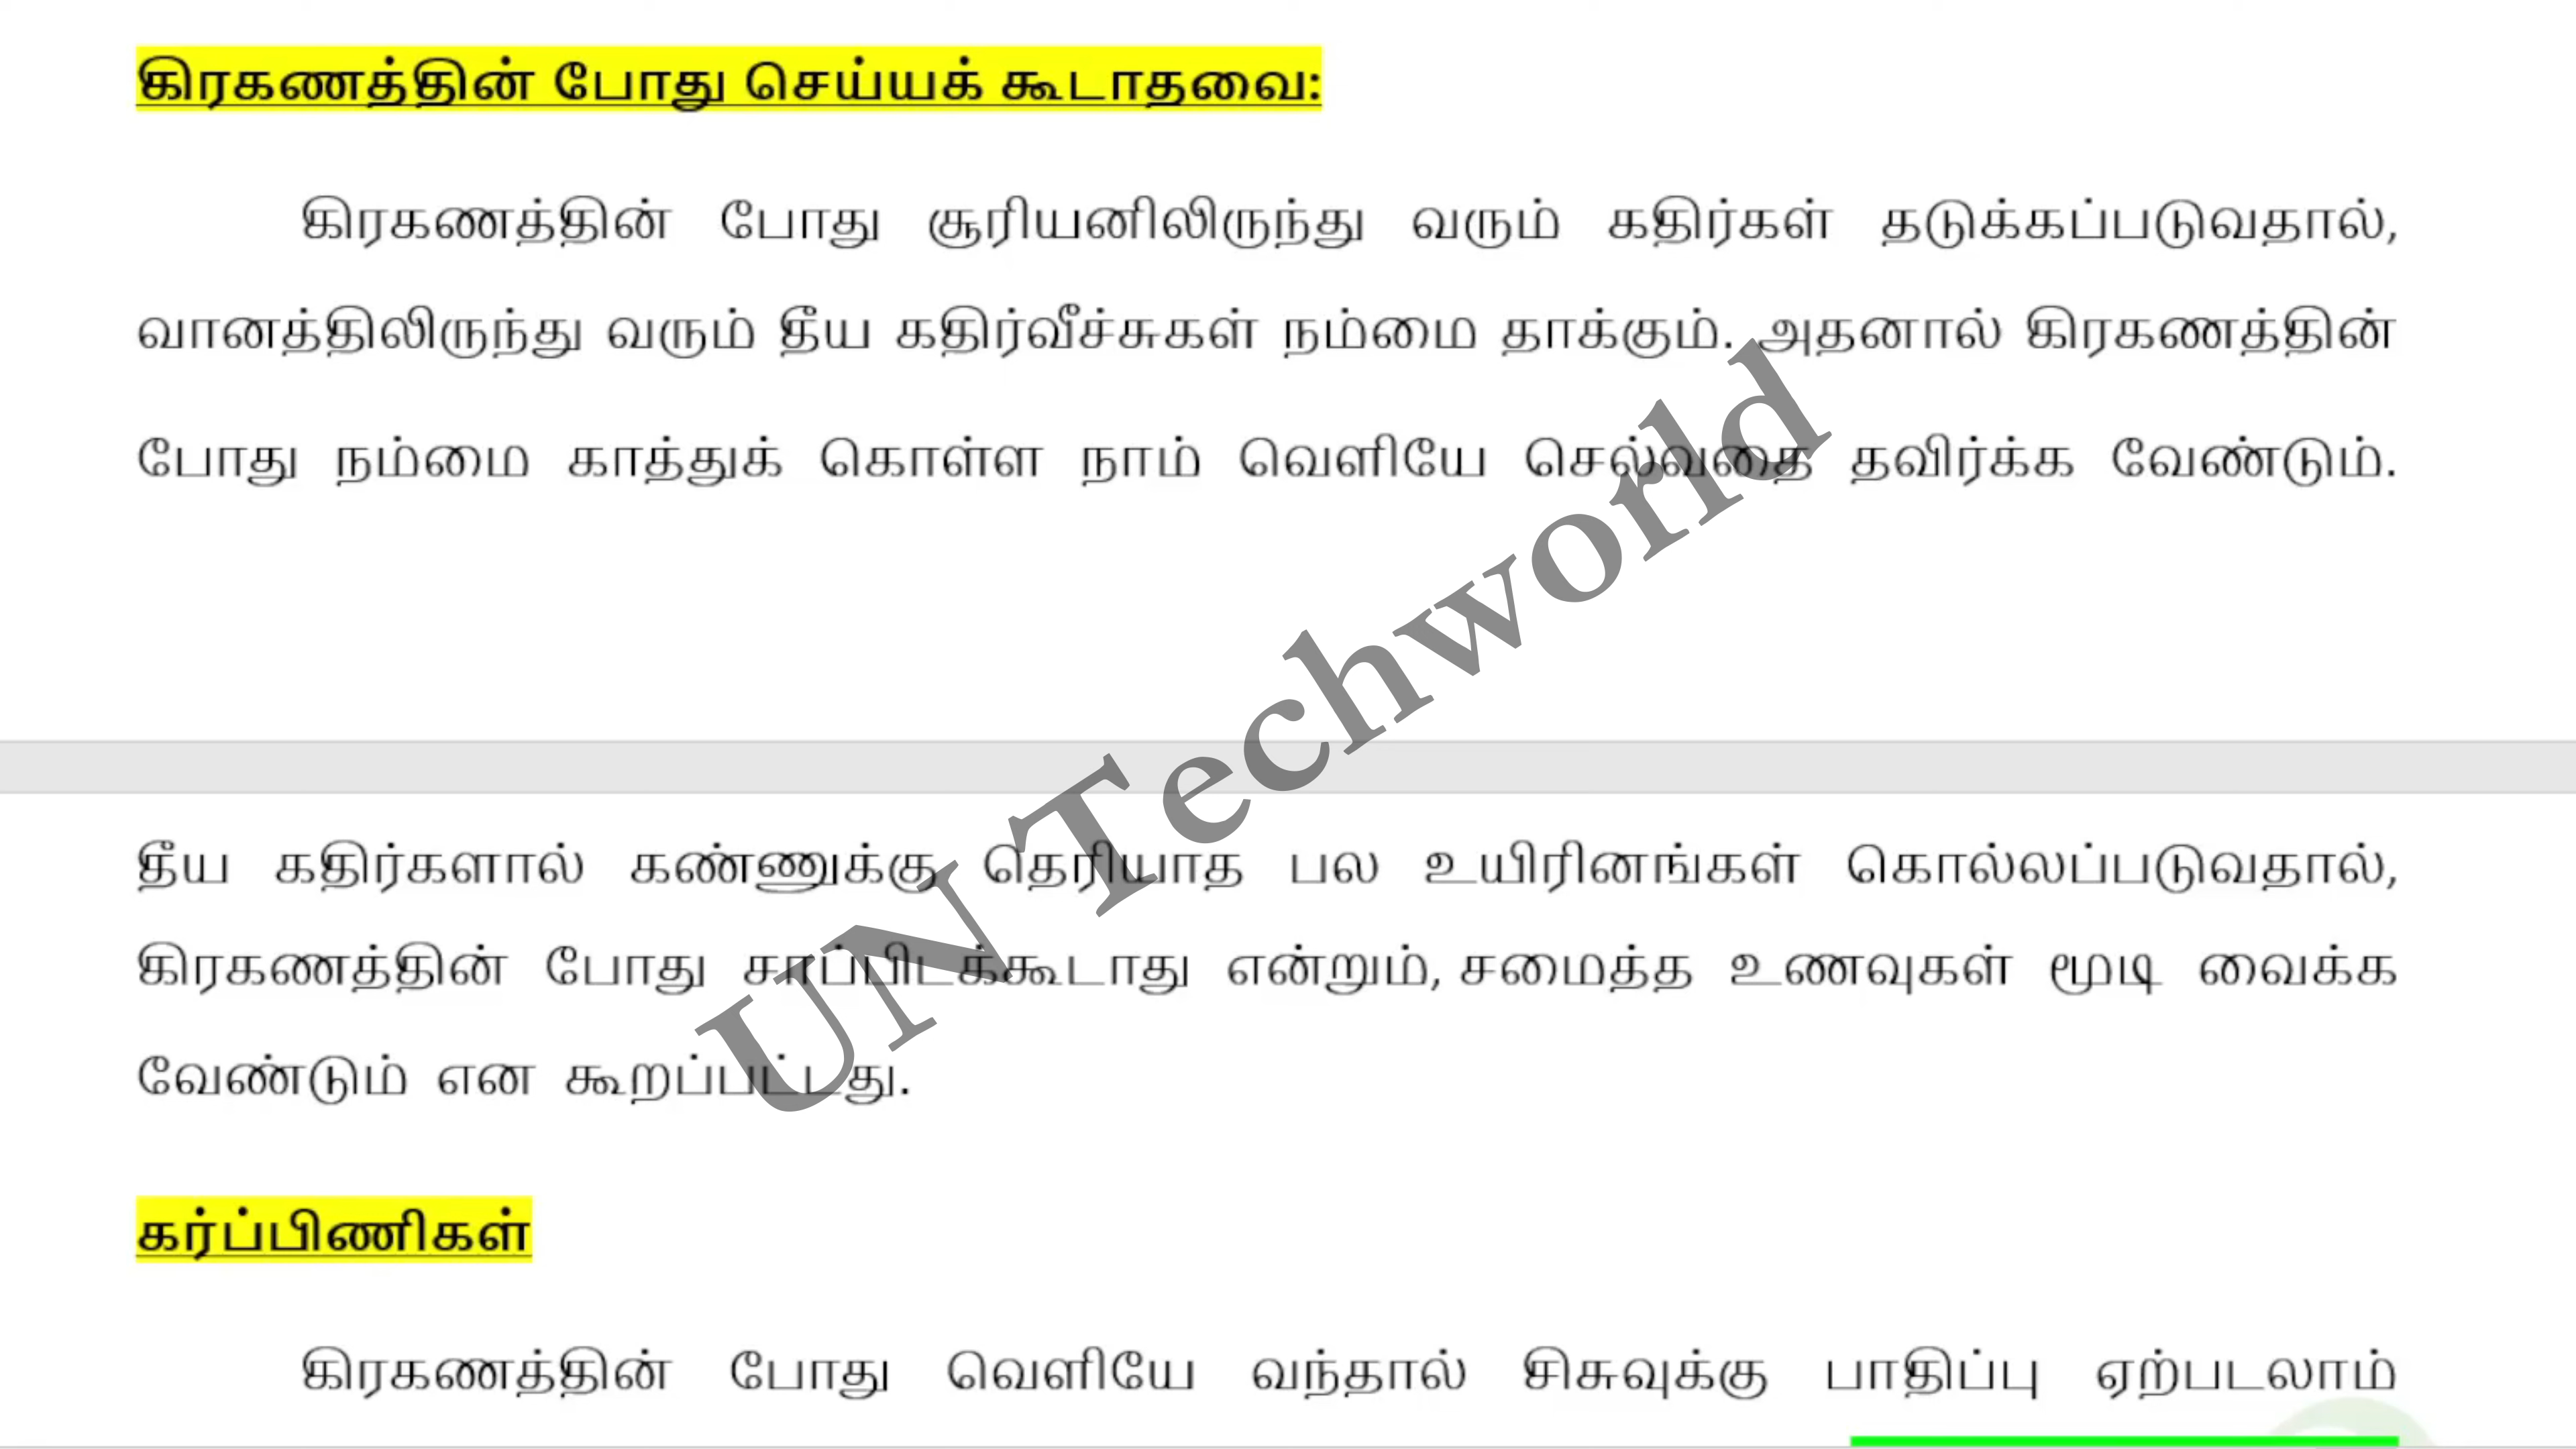 கிரகணத்தின் போது செய்யக் கூடாதவை:
கிரகணத்தின் போது சூரியனிலிருந்து வரும் கதிர்கள் தடுக்கப்படுவதால்,
வானத்திலிருந்து வரும் தீய கதிர்வீச்சுகள் நம்மை தாக்கும். அதனால் கிரகணத்தின்
போது நம்மை காத்துக் கொள்ள நாம் வெளியே செல்வதை தவிர்க்க வேண்டும்.
UN Techworld
தீய கதிர்களால் கண்ணுக்கு தெரியாத பல உயிரினங்கள் கொல்லப்படுவதால்,
கிரகணத்தின் போது சாப்பிடக்கூடாது என்றும், சமைத்த உணவுகள் மூடி வைக்க
வேண்டும் என கூறப்பட்டது.
கர்ப்பிணிகள்
கிரகணத்தின் போது வெளியே வந்தால் சிசுவுக்கு பாதிப்பு ஏற்படலாம்